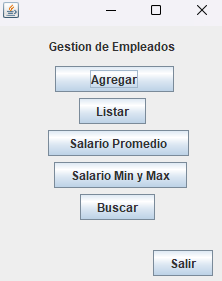 Gestion de Empleados
Agregar
Listar
Salario Promedio
Salario Min y Max
Buscar
Salir